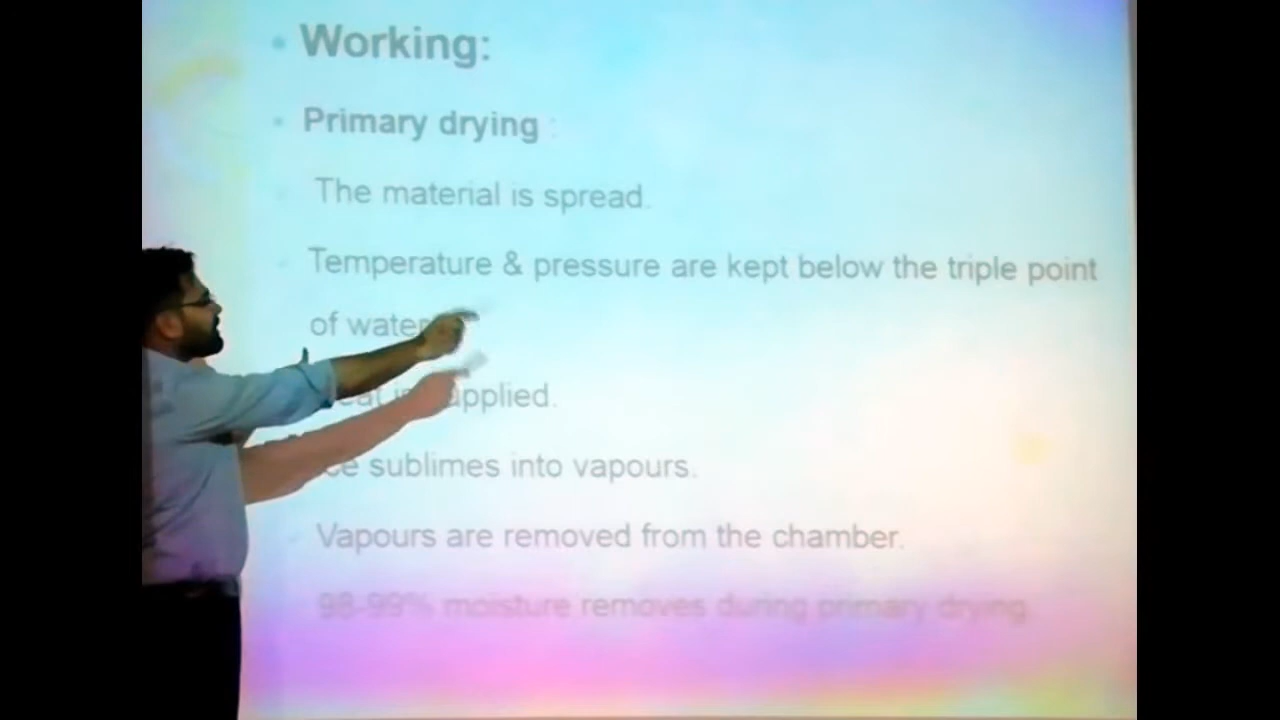 • Working:
• Primary drying :
The material is spread.
Temperature & pressure are kept below the triple point
of water
applied.
sublimes into vapours.
Vapours are removed from the chamber.
98-99% moisture removes during primary drying